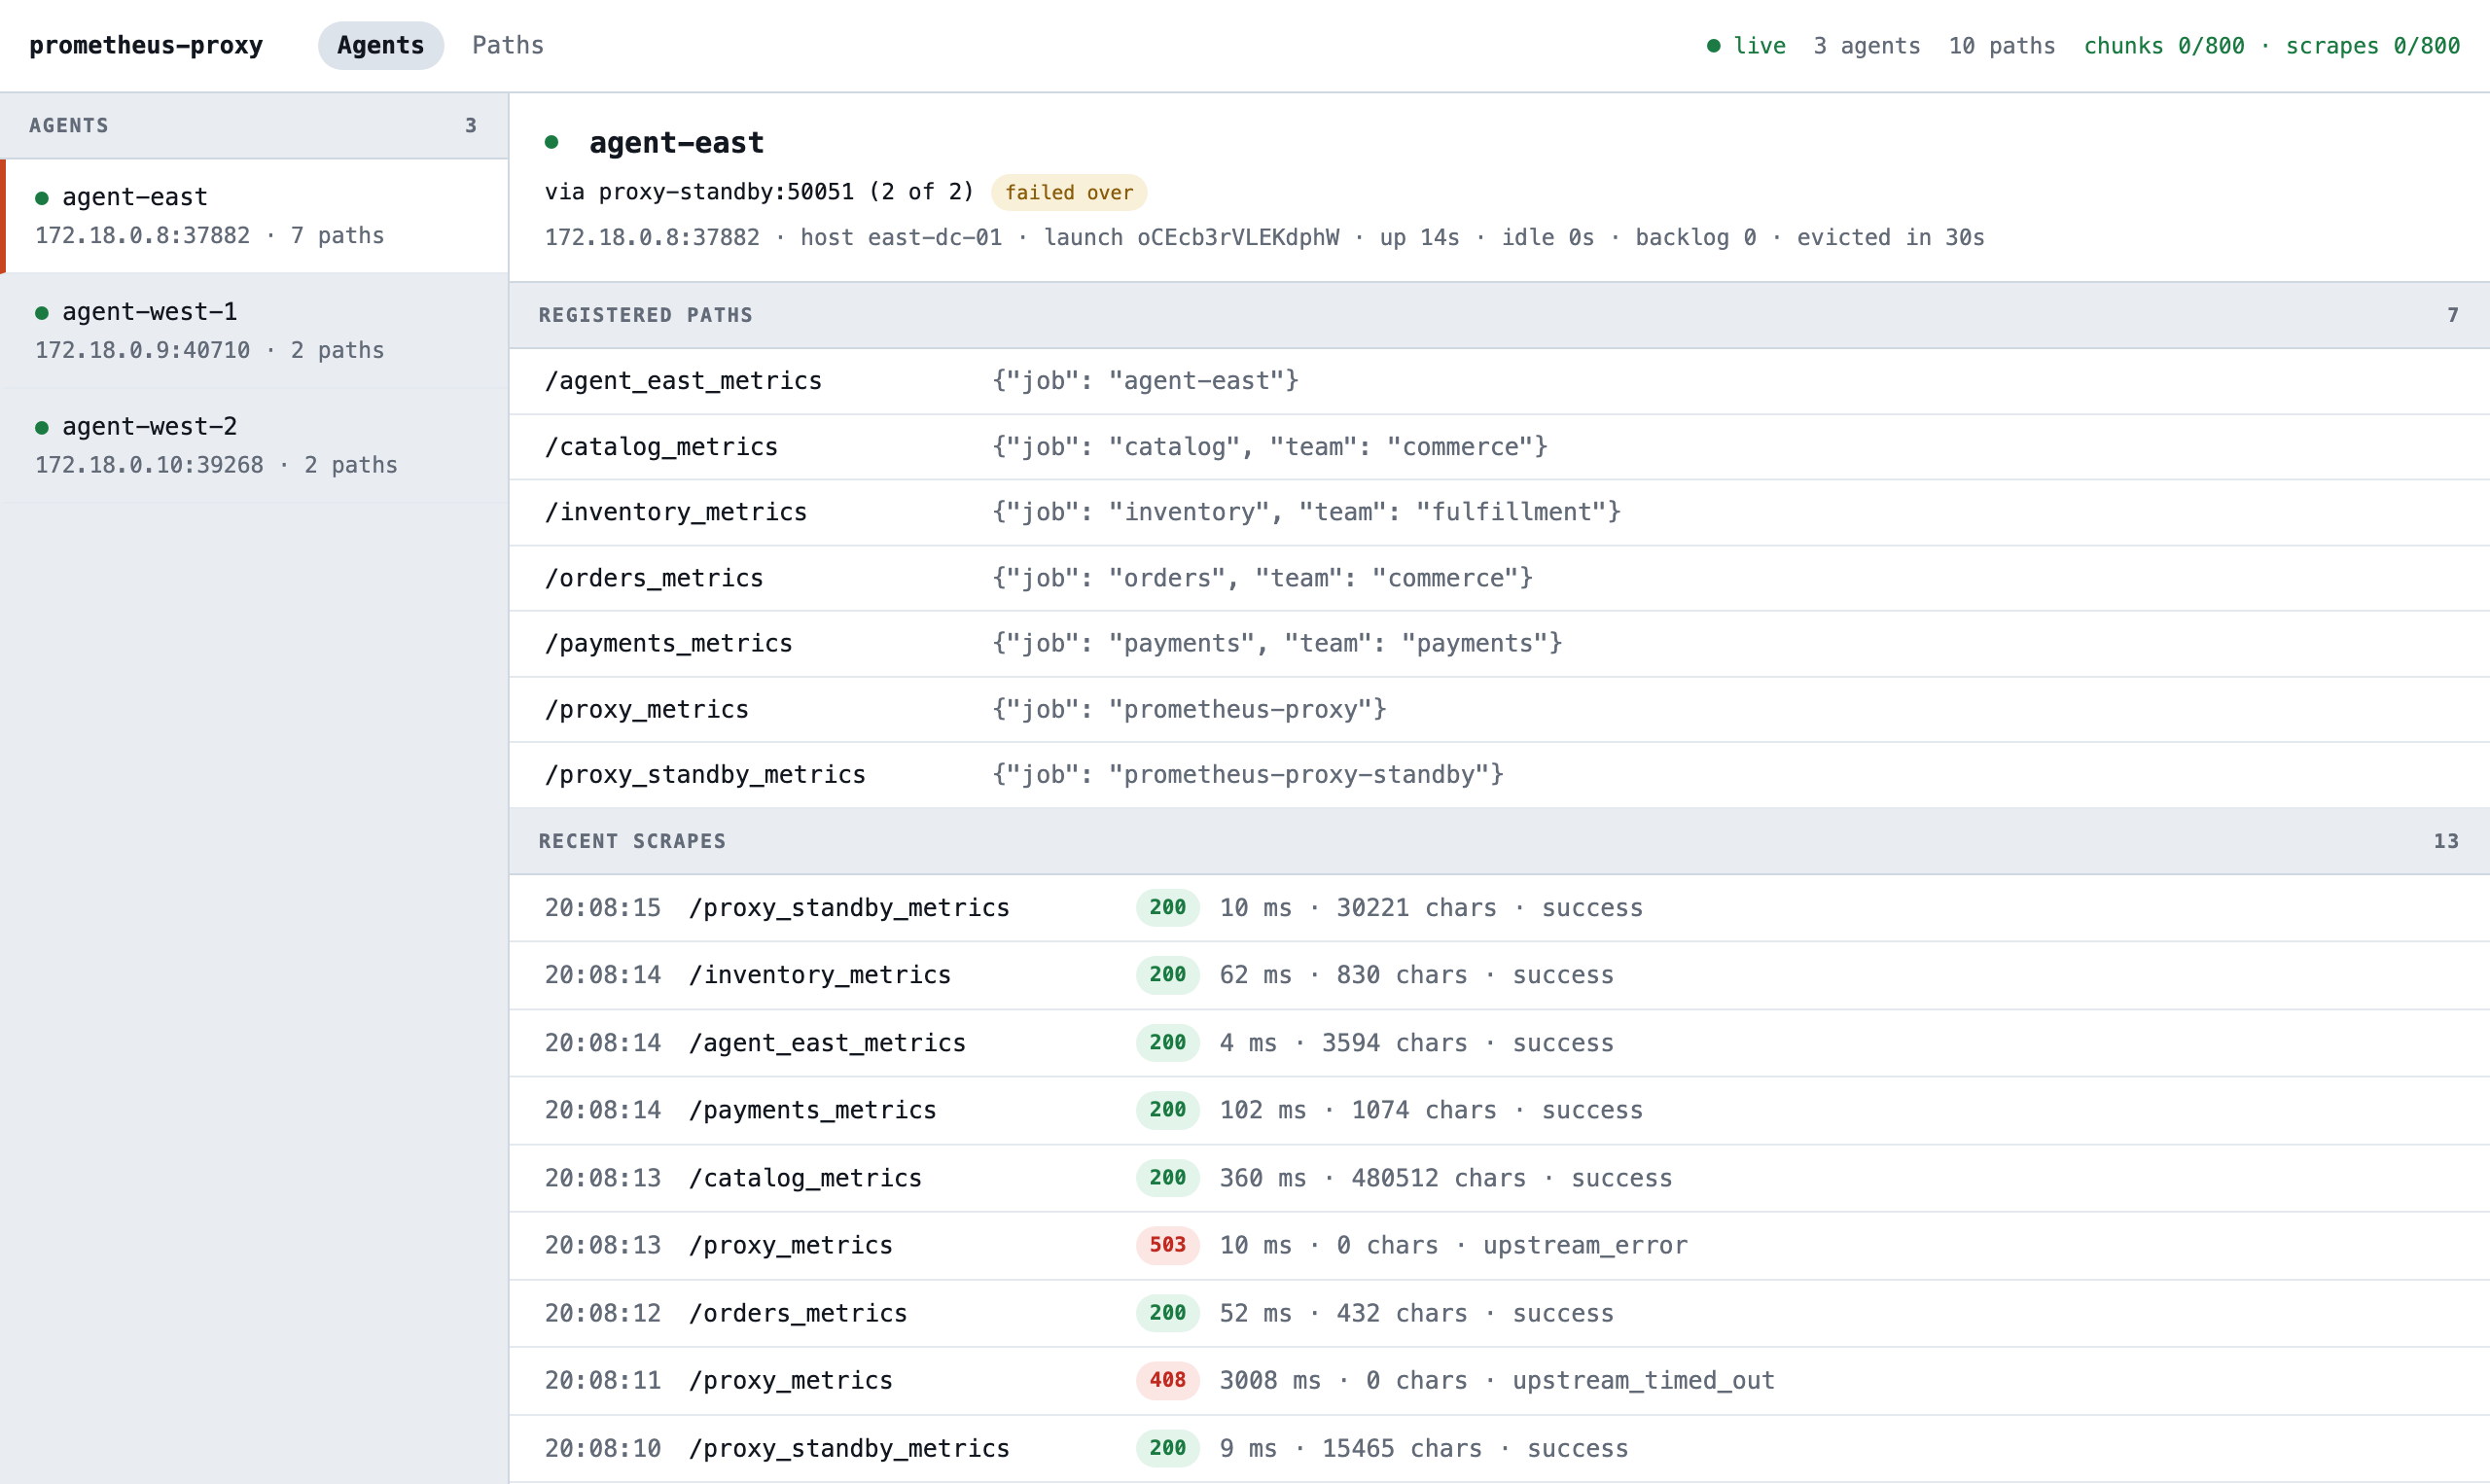 prometheus-proxy Agents Paths live 3 agents 10 paths chunks 0/800 · scrapes 0/800
AGENTS 3
agent-east
172.18.0.8:37882 · 7 paths
agent-west-1
172.18.0.9:40710 · 2 paths
agent-west-2
172.18.0.10:39268 · 2 paths
agent-east
via proxy-standby:50051 (2 of 2) failed over
172.18.0.8:37882 · host east-dc-01 · launch oCEcb3rVLEKdphW · up 14s · idle 0s · backlog 0 · evicted in 30s
REGISTERED PATHS 7
/agent_east_metrics {"job": "agent-east"}
/catalog_metrics {"job": "catalog", "team": "commerce"}
/inventory_metrics {"job": "inventory", "team": "fulfillment"}
/orders_metrics {"job": "orders", "team": "commerce"}
/payments_metrics {"job": "payments", "team": "payments"}
/proxy_metrics {"job": "prometheus-proxy"}
/proxy_standby_metrics {"job": "prometheus-proxy-standby"}
RECENT SCRAPES 13
20:08:15 /proxy_standby_metrics 200 10 ms · 30221 chars · success
20:08:14 /inventory_metrics 200 62 ms · 830 chars · success
20:08:14 /agent_east_metrics 200 4 ms · 3594 chars · success
20:08:14 /payments_metrics 200 102 ms · 1074 chars · success
20:08:13 /catalog_metrics 200 360 ms · 480512 chars · success
20:08:13 /proxy_metrics 503 10 ms · 0 chars · upstream_error
20:08:12 /orders_metrics 200 52 ms · 432 chars · success
20:08:11 /proxy_metrics 408 3008 ms · 0 chars · upstream_timed_out
20:08:10 /proxy_standby_metrics 200 9 ms · 15465 chars · success